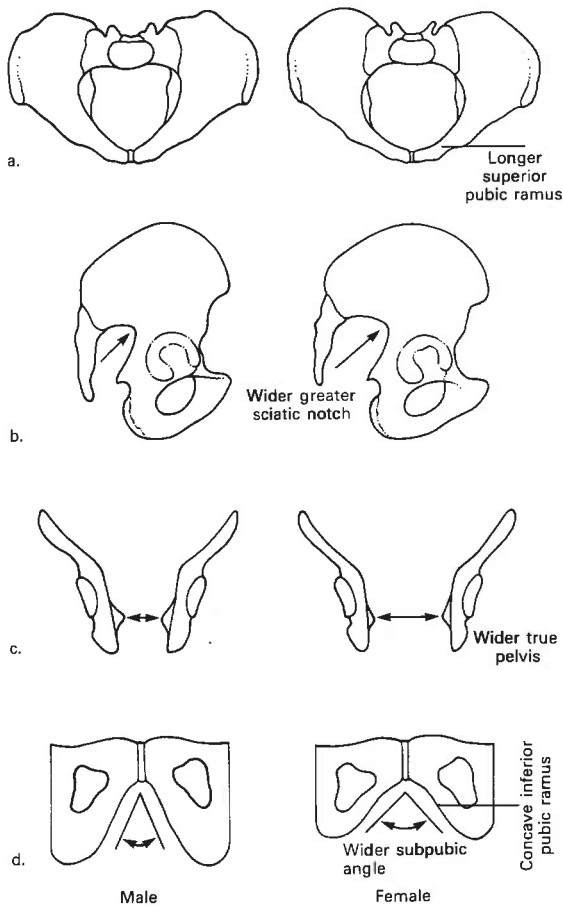 Longer
superior
pubic ramus
a.
Wider greater
sciatic notch
b.
Wider true
pelvis
c.
Concave inferior
pubic ramus
Wider subpubic
angle
d.
Male
Female